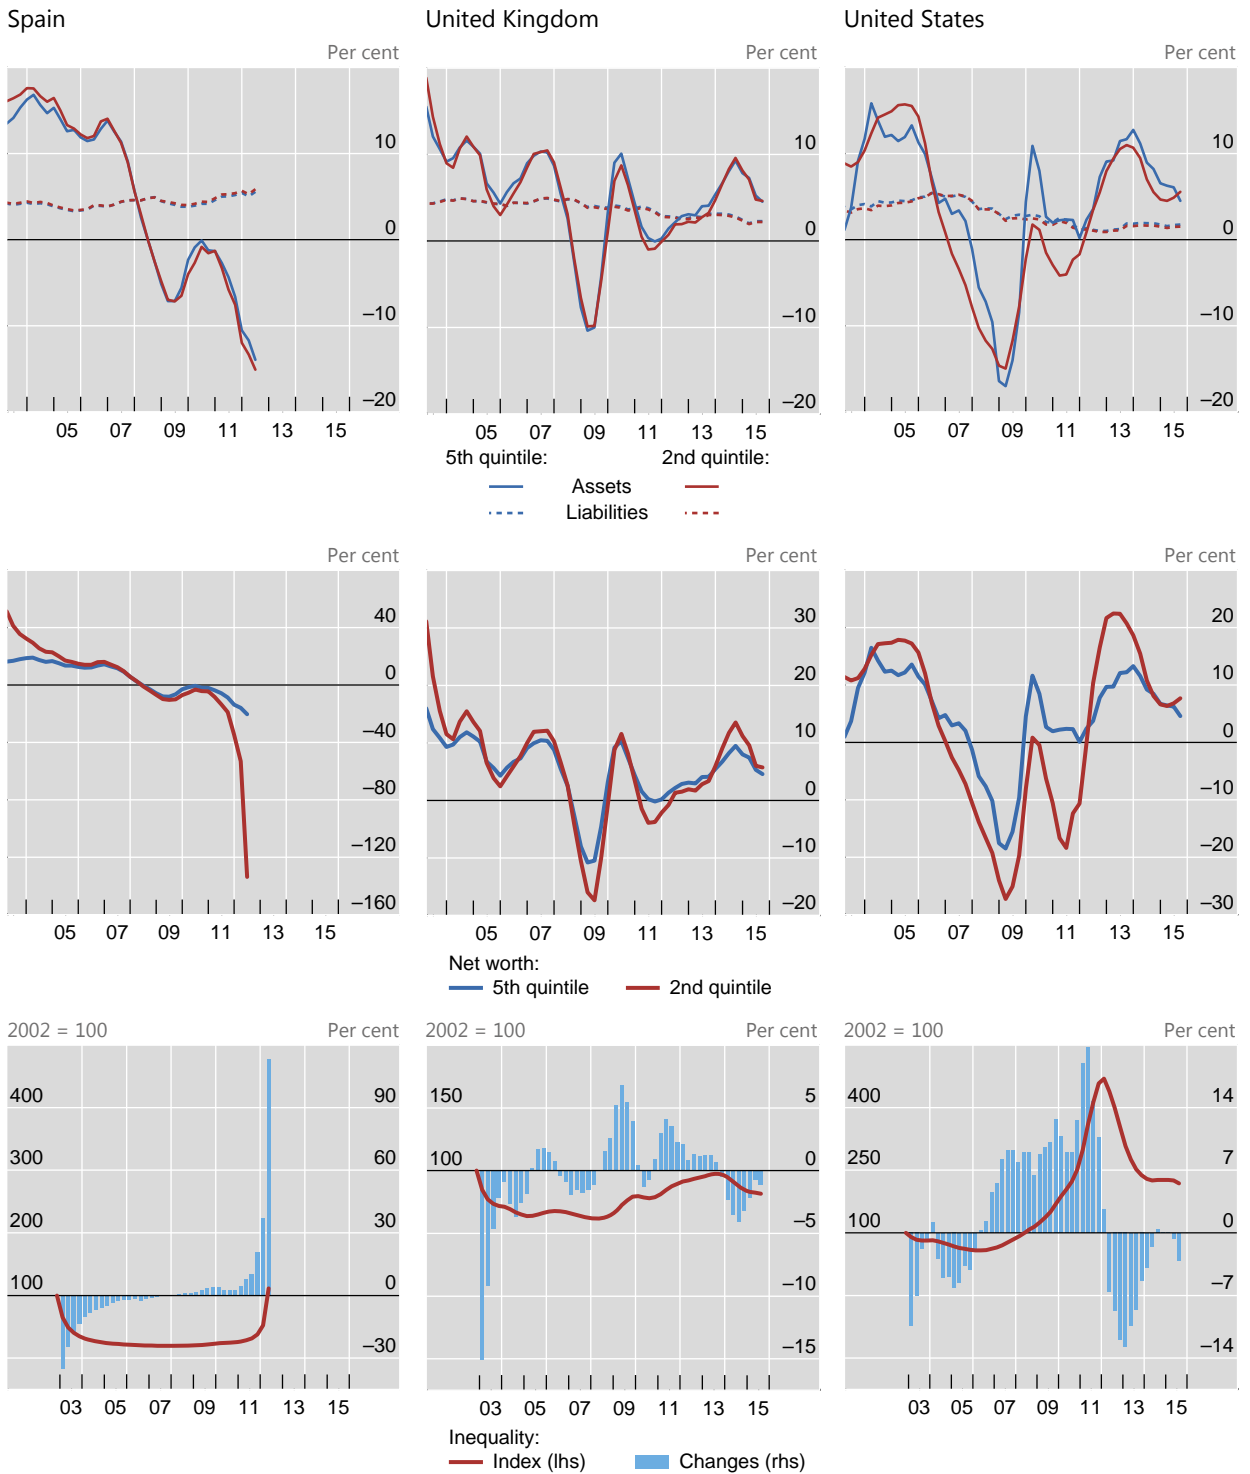 Spain United Kingdom United States
Per cent Per cent Per cent
10 10 10
0 0 0
–10 –10 –10
–20 –20 –20
05 07 09 11 13 15 05 07 09 11 13 15 05 07 09 11 13 15
5th quintile: 2nd quintile:
Assets
Liabilities
Per cent Per cent Per cent
40 30 20
0 20 10
–40 10 0
–80 0 –10
–120 –10 –20
–160 –20 –30
05 07 09 11 13 15 05 07 09 11 13 15 05 07 09 11 13 15
Net worth:
5th quintile 2nd quintile
2002 = 100 Per cent 2002 = 100 Per cent 2002 = 100 Per cent
400 90 150 5 400 14
300 60 100 0 250 7
200 30 –5 100 0
100 0 –10 –7
–30 –15 –14
03 05 07 09 11 13 15 03 05 07 09 11 13 15 03 05 07 09 11 13 15
Inequality:
Index (lhs) Changes (rhs)